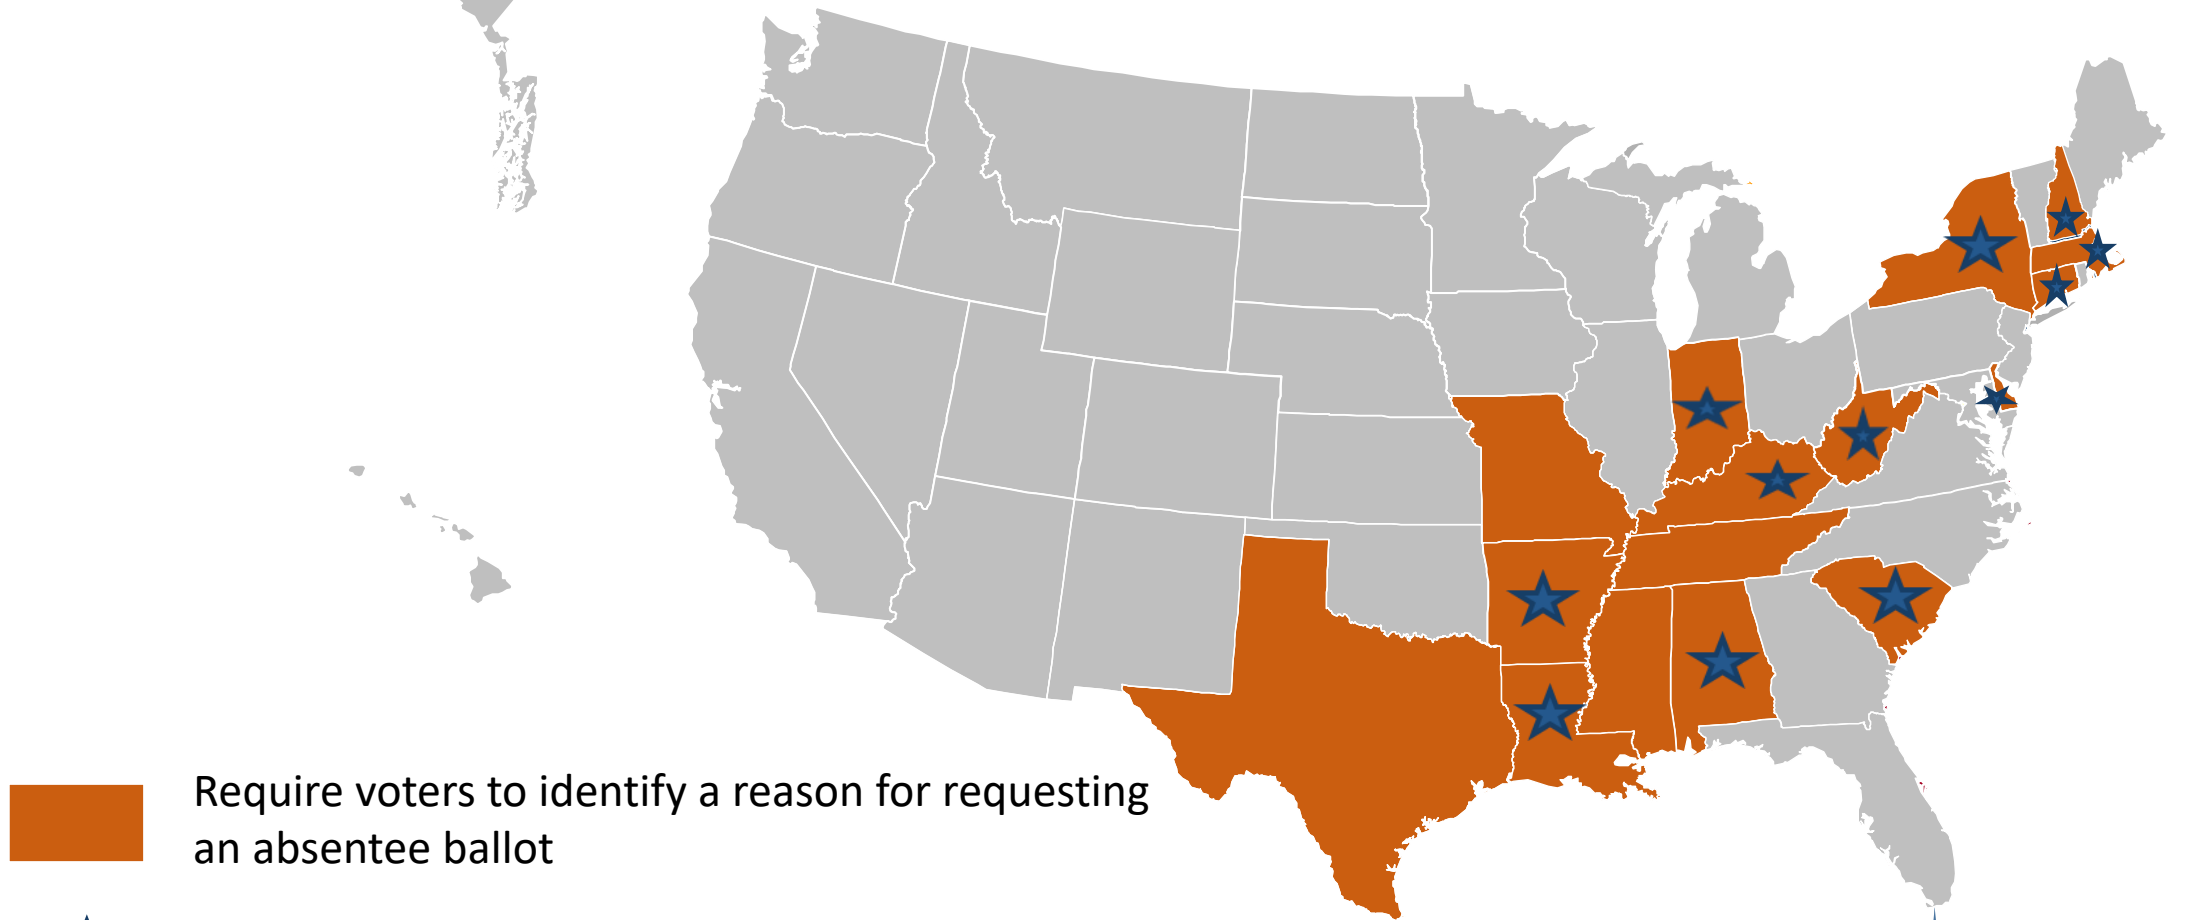 Require voters to identify a reason for requesting
an absentee ballot